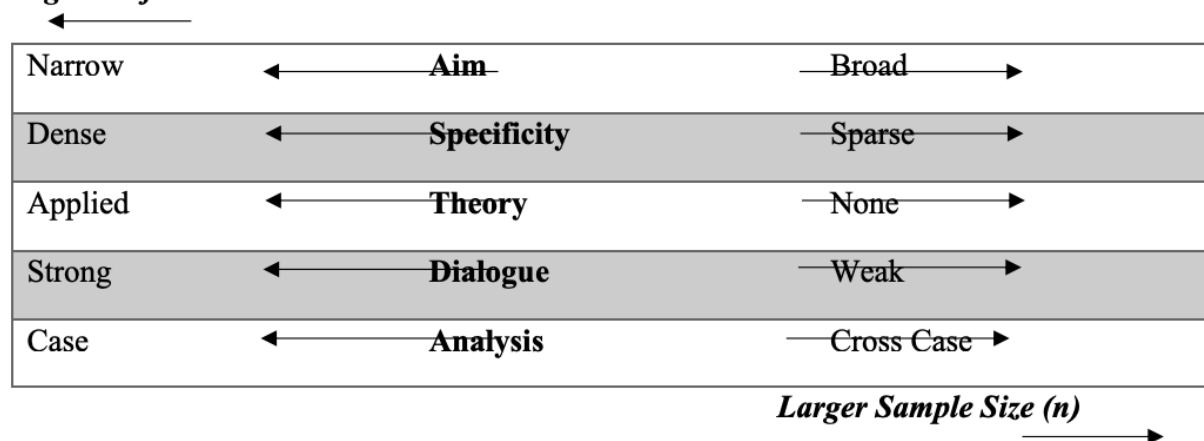 Narrow Aim Broad
Dense Specificity Sparse
Applied Theory None
Strong Dialogue Weak
Case Analysis Cross Case
Larger Sample Size (n)